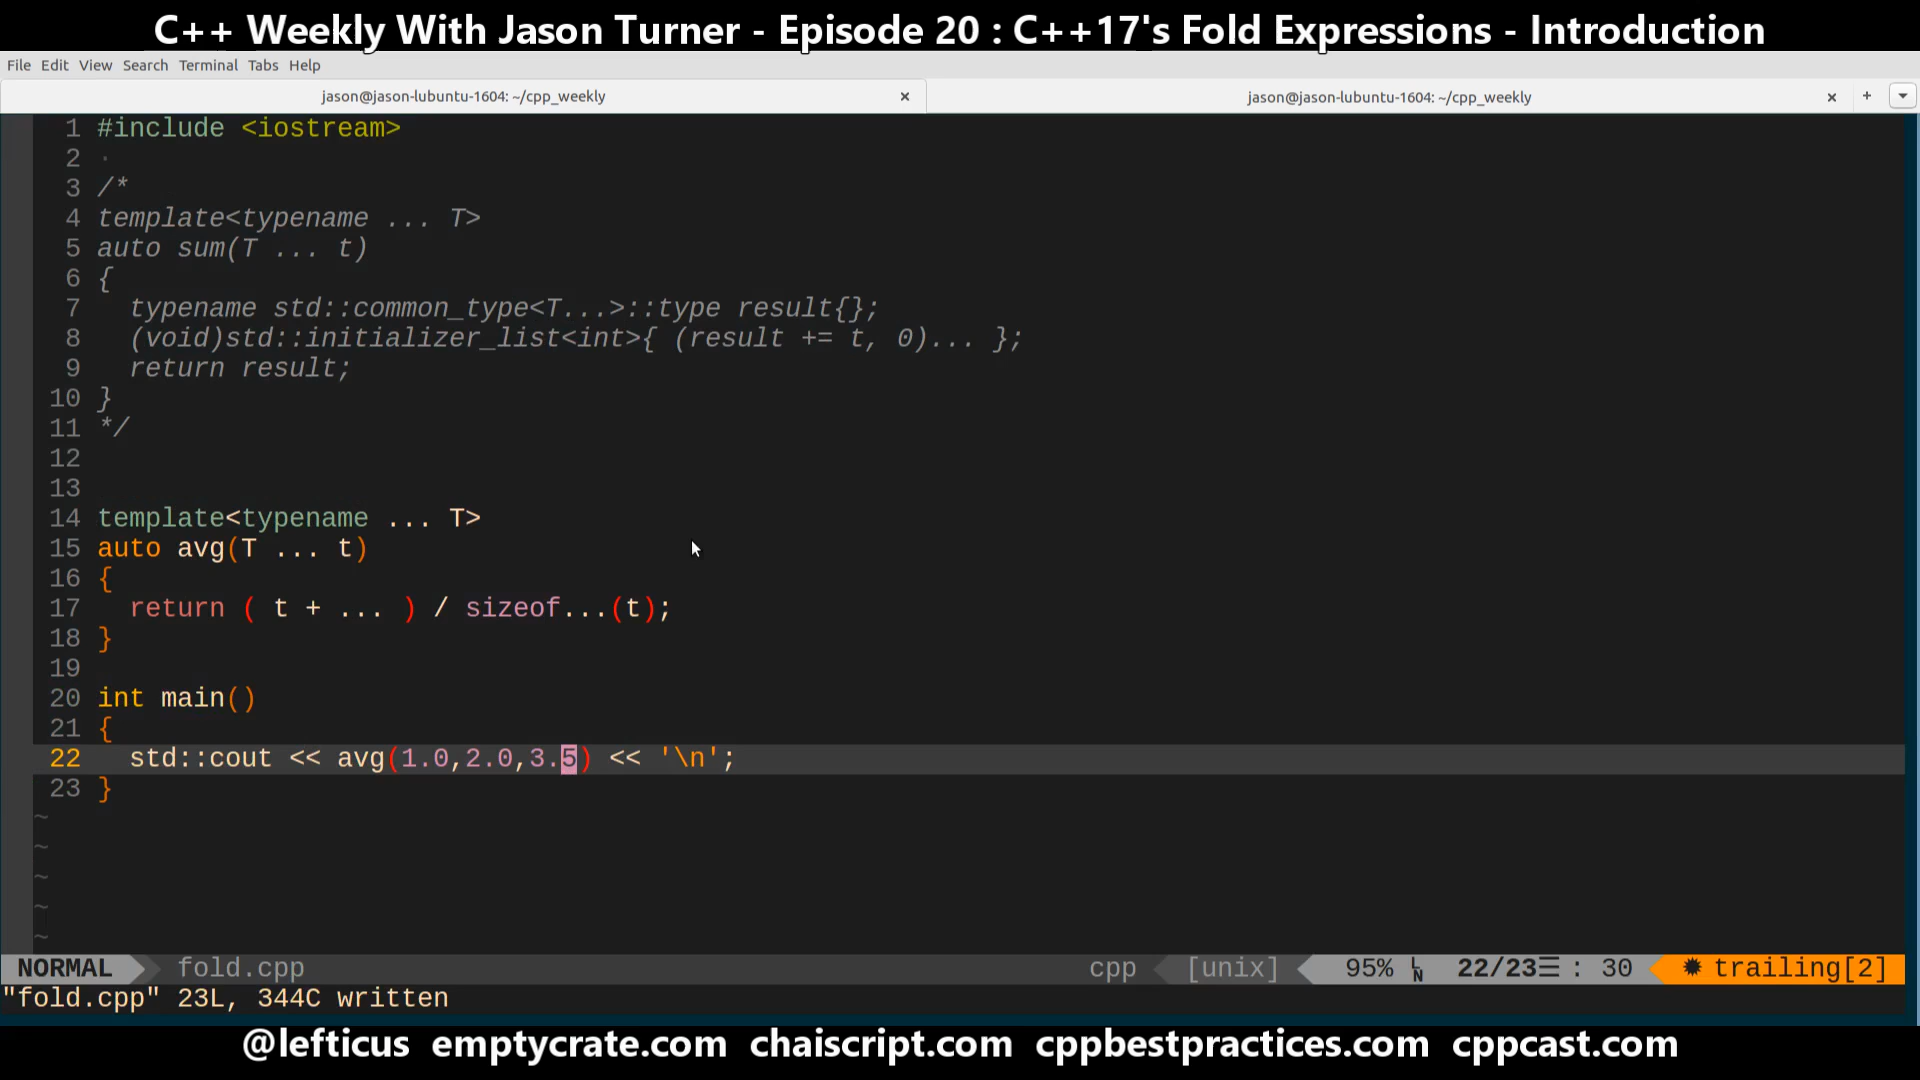 C++ Weekly With Jason Turner - Episode 20 : C++17's Fold Expressions - Introduction
File Edit View Search Terminal Tabs Help
jason@jason-lubuntu-1604: ~/cpp_weekly × jason@jason-lubuntu-1604: ~/cpp_weekly × +
1 #include <iostream>
2 ·
3 /*
4 template<typename ... T>
5 auto sum(T ... t)
6 {
7   typename std::common_type<T...>::type result{};
8   (void)std::initializer_list<int>{ (result += t, 0)... };
9   return result;
10 }
11 */
12
13
14 template<typename ... T>
15 auto avg(T ... t)
16 {
17   return ( t + ... ) / sizeof...(t);
18 }
19
20 int main()
21 {
22   std::cout << avg(1.0,2.0,3.5) << '\n';
23 }
~
~
~
~
~
NORMAL fold.cpp cpp [unix] 95% LN 22/23☰ : 30 ✹ trailing[2]
"fold.cpp" 23L, 344C written
@lefticus emptycrate.com chaiscript.com cppbestpractices.com cppcast.com